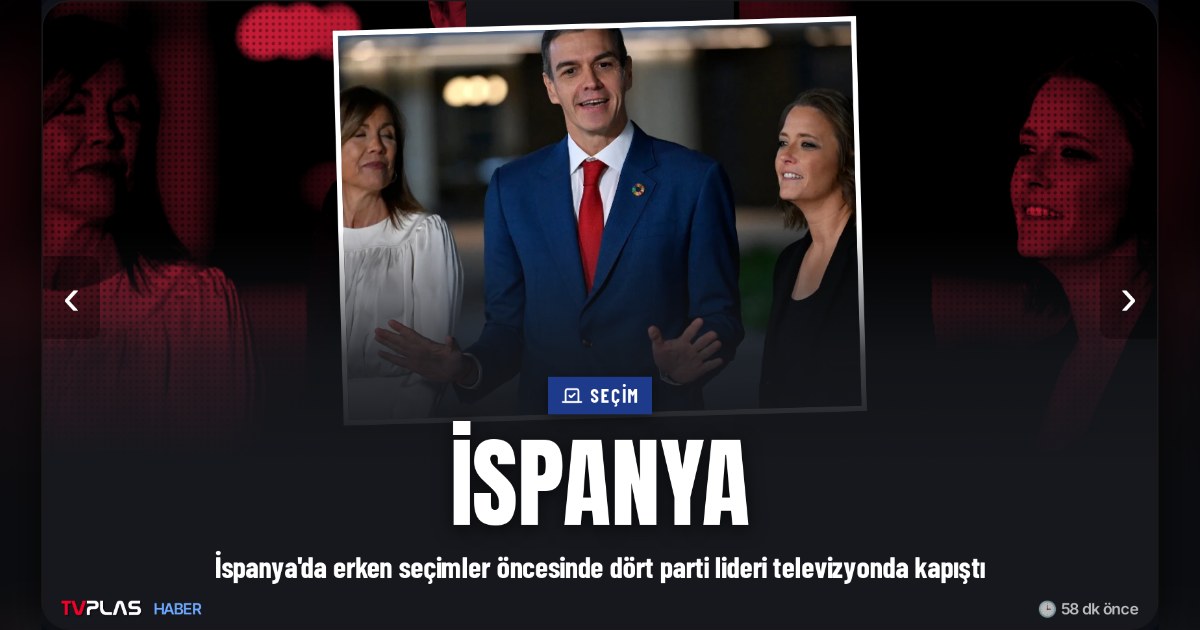 SEÇİM
İSPANYA
İspanya'da erken seçimler öncesinde dört parti lideri televizyonda kapıştı
TVPLAS HABER
58 dk önce